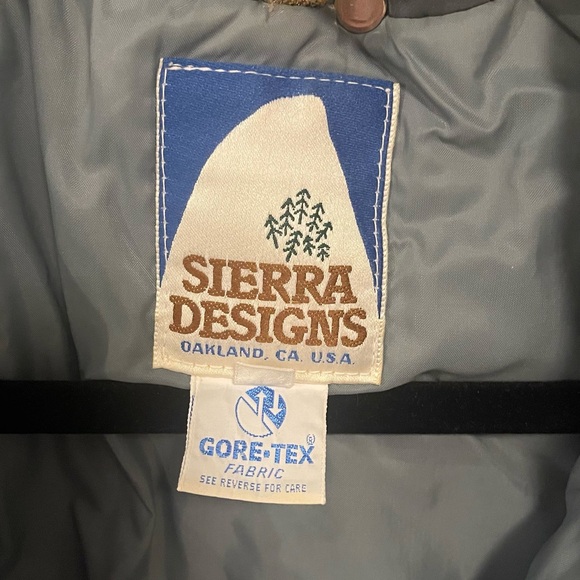 SIERRA
DESIGNS
OAKLAND, CA. U.S.A.
GORE-TEX®
FABRIC
SEE REVERSE FOR CARE